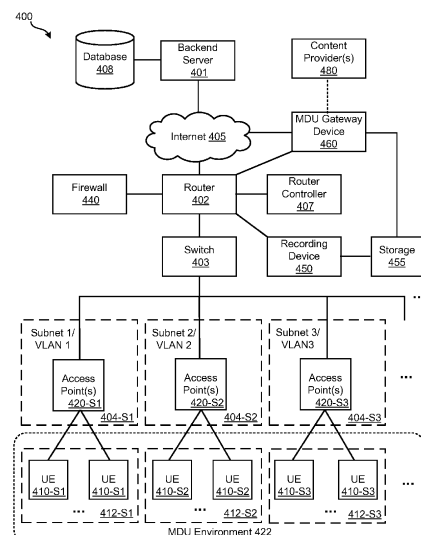 400
Database
408
Backend
Server
401
Content
Provider(s)
480
Internet 405
MDU Gateway
Device
460
Firewall
440
Router
402
Router
Controller
407
Switch
403
Recording
Device
450
Storage
455
...
Subnet 1/
VLAN 1
Subnet 2/
VLAN 2
Subnet 3/
VLAN3
Access
Point(s)
420-S1
Access
Point(s)
420-S2
Access
Point(s)
420-S3
...
404-S1
404-S2
404-S3
UE
410-S1
UE
410-S1
UE
410-S2
UE
410-S2
UE
410-S3
UE
410-S3
...
... 412-S1
... 412-S2
... 412-S3
MDU Environment 422